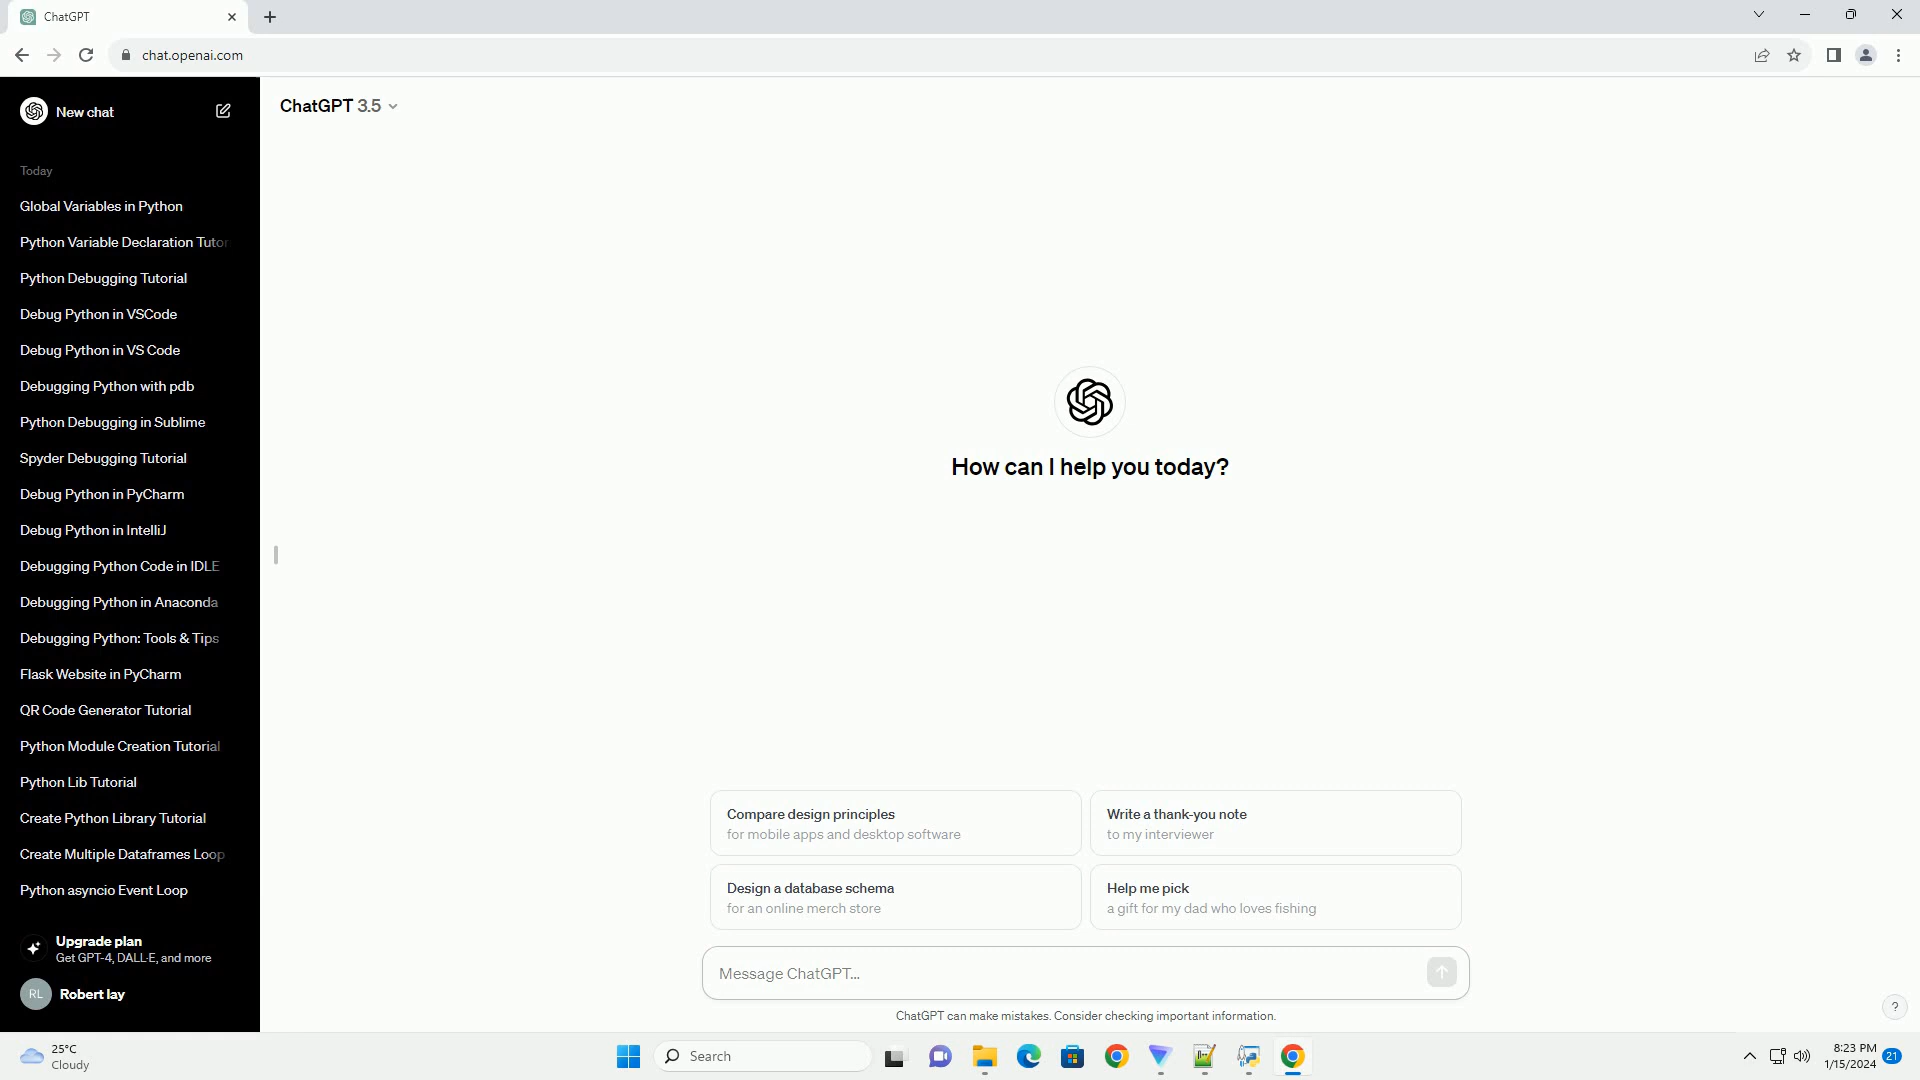 ChatGPT
chat.openai.com
New chat
ChatGPT 3.5
Today
Global Variables in Python
Python Variable Declaration Tutor
Python Debugging Tutorial
Debug Python in VSCode
Debug Python in VS Code
Debugging Python with pdb
Python Debugging in Sublime
Spyder Debugging Tutorial
Debug Python in PyCharm
Debug Python in IntelliJ
Debugging Python Code in IDLE
Debugging Python in Anaconda
Debugging Python: Tools & Tips
Flask Website in PyCharm
QR Code Generator Tutorial
Python Module Creation Tutorial
Python Lib Tutorial
Create Python Library Tutorial
Create Multiple Dataframes Loop
Python asyncio Event Loop
Upgrade plan
Get GPT-4, DALL·E, and more
RL
Robert lay
How can I help you today?
Compare design principles
for mobile apps and desktop software
Write a thank-you note
to my interviewer
Design a database schema
for an online merch store
Help me pick
a gift for my dad who loves fishing
Message ChatGPT...
ChatGPT can make mistakes. Consider checking important information.
?
25°C
Cloudy
Search
8:23 PM
1/15/2024
21